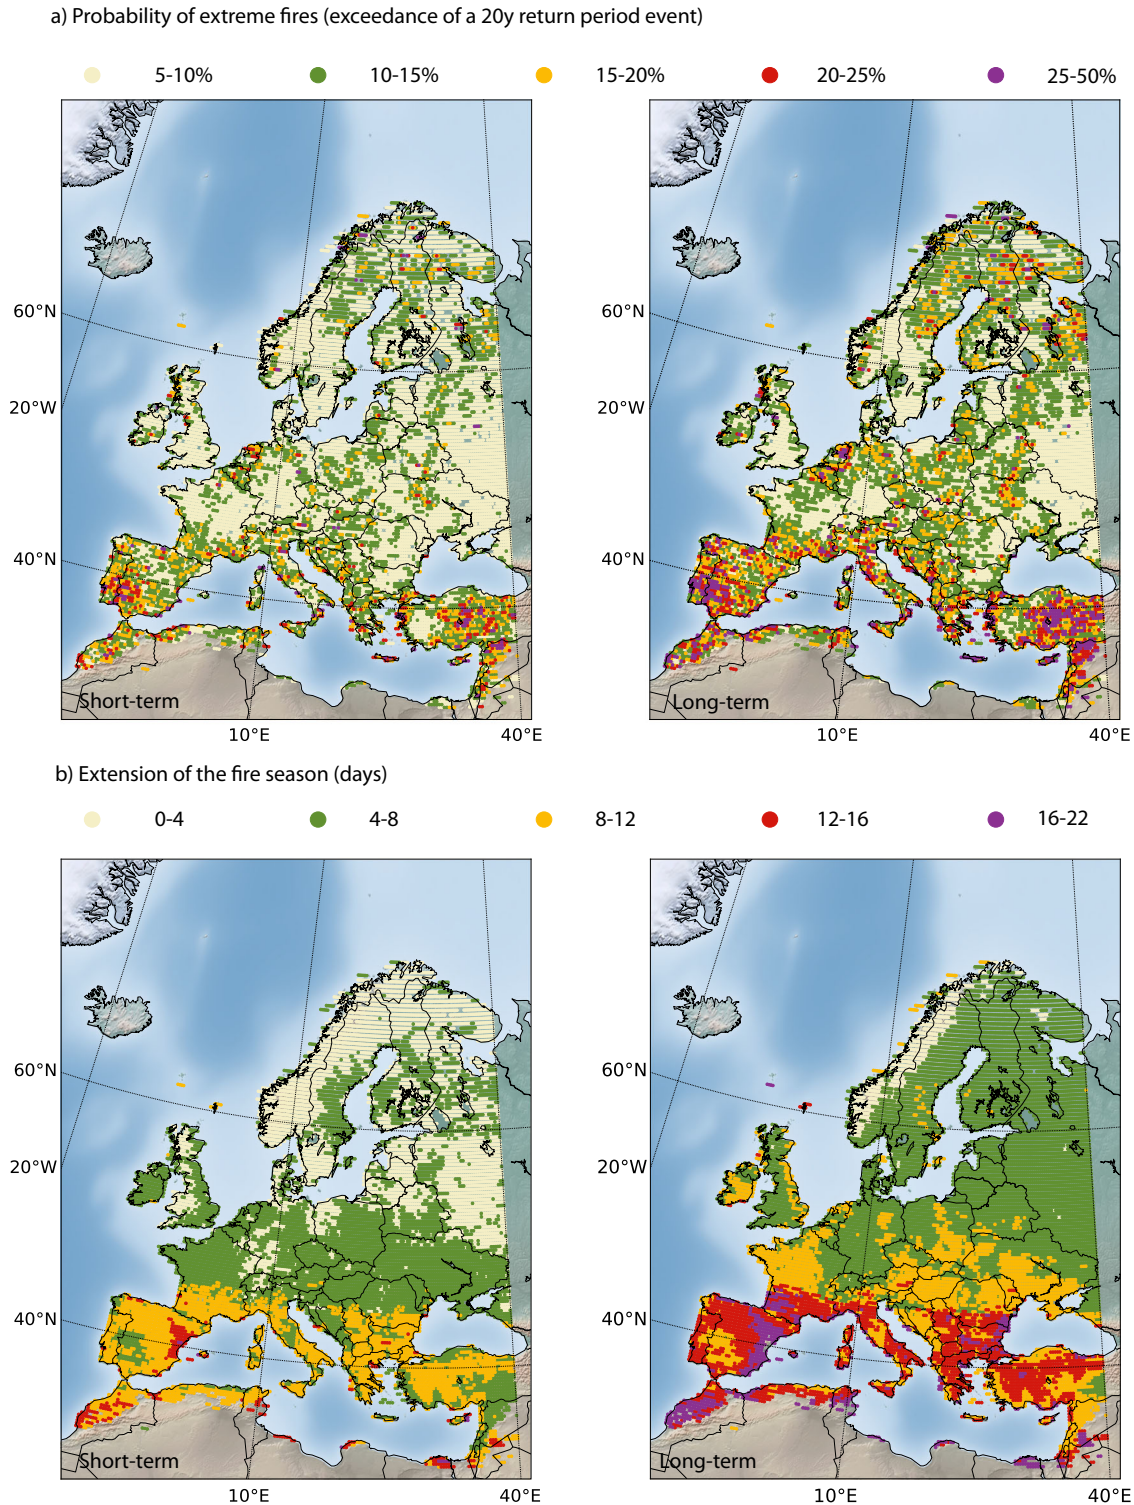 a) Probability of extreme fires (exceedance of a 20y return period event)
5-10% 10-15% 15-20% 20-25% 25-50%
60°N 60°N
20°W 20°W
40°N 40°N
Short-term Long-term
10°E 40°E 10°E 40°E
b) Extension of the fire season (days)
0-4 4-8 8-12 12-16 16-22
60°N 60°N
20°W 20°W
40°N 40°N
Short-term Long-term
10°E 40°E 10°E 40°E